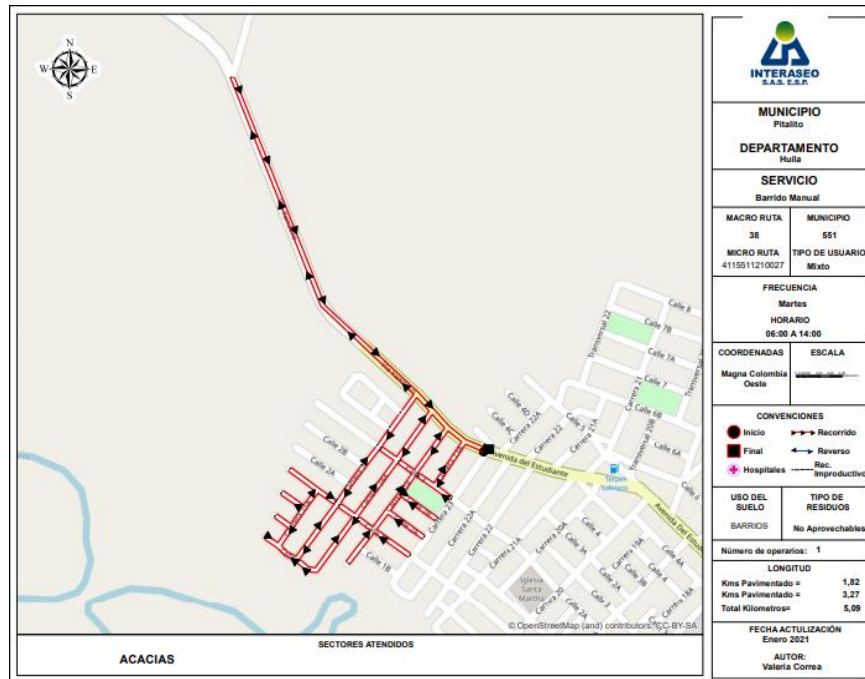 N
W
E
S
Calle 8
Calle 7B
Transversal 22
Calle 7A
Carrera 21
Calle 7
Calle 6B
Calle 4D
Calle 4C
Carrera 22A
Calle 5
Carrera 22
Carrera 21A
Transversal 20B
Calle 6A
Calle 6
Calle 2B
Calle 2A
Avenida del Estudiante
Carrera 23
Carrera 22A
Carrera 22
Carrera 21A
Carrera 20A
Calle 4
Calle 3A
Carrera 19A
Calle 4A
Calle 1B
Iglesia
Santa
Martha
Carrera 20
Calle 2A
Calle 3B
Calle 4
Calle 3
Carrera 18A
© OpenStreetMap (and) contributors, CC-BY-SA
SECTORES ATENDIDOS
ACACIAS
INTERASEO
S.A.S. E.S.P.
MUNICIPIO
Pitalito
DEPARTAMENTO
Huila
SERVICIO
Barrido Manual
MACRO RUTA
38
MUNICIPIO
551
MICRO RUTA
4115511210027
TIPO DE USUARIO
Mixto
FRECUENCIA
Martes
HORARIO
06:00 A 14:00
COORDENADAS
Magna Colombia
Oeste
ESCALA
CONVENCIONES
Inicio
Recorrido
Final
Reverso
Hospitales
Rec.
Improductivo
USO DEL
SUELO
BARRIOS
TIPO DE
RESIDUOS
No Aprovechables
Número de operarios: 1
LONGITUD
Kms Pavimentado = 1,82
Kms Pavimentado = 3,27
Total Kilometros= 5,09
FECHA ACTULIZACIÓN
Enero 2021
AUTOR:
Valeria Correa